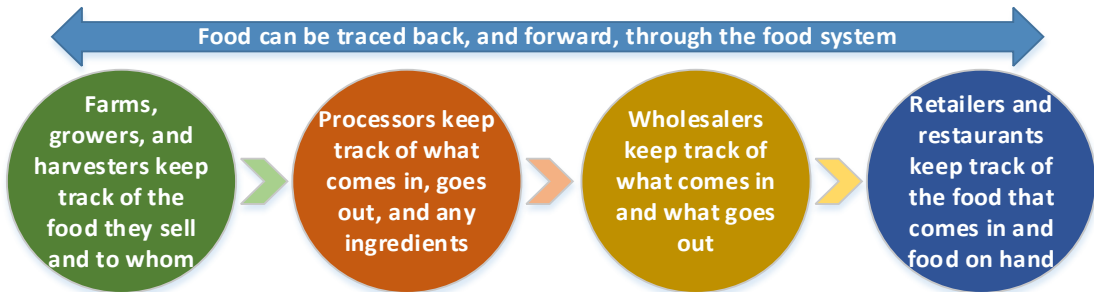 Food can be traced back, and forward, through the food system
Farms,
growers, and
harvesters keep
track of the
food they sell
and to whom
Processors keep
track of what
comes in, goes
out, and any
ingredients
Wholesalers
keep track of
what comes in
and what goes
out
Retailers and
restaurants
keep track of
the food that
comes in and
food on hand